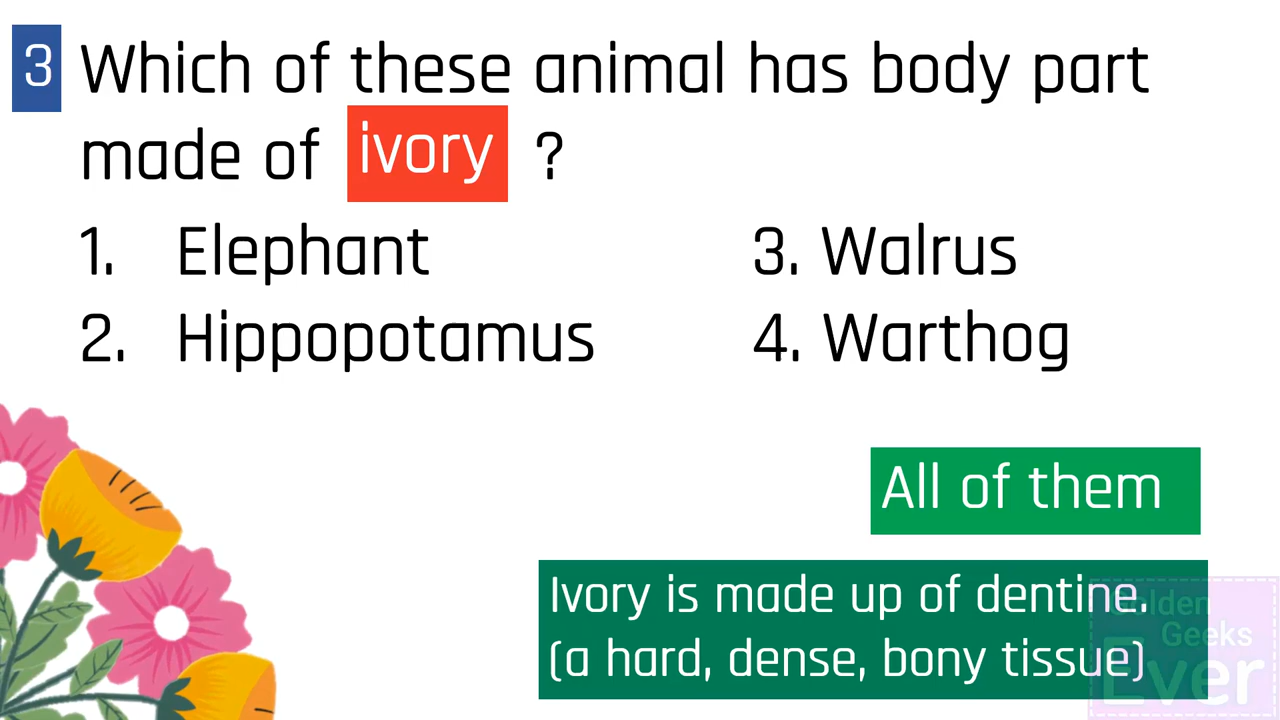 3 Which of these animal has body part
made of ivory ?
1. Elephant
2. Hippopotamus
3. Walrus
4. Warthog
All of them
Ivory is made up of dentine.
(a hard, dense, bony tissue)
Golden
Geeks
Ever